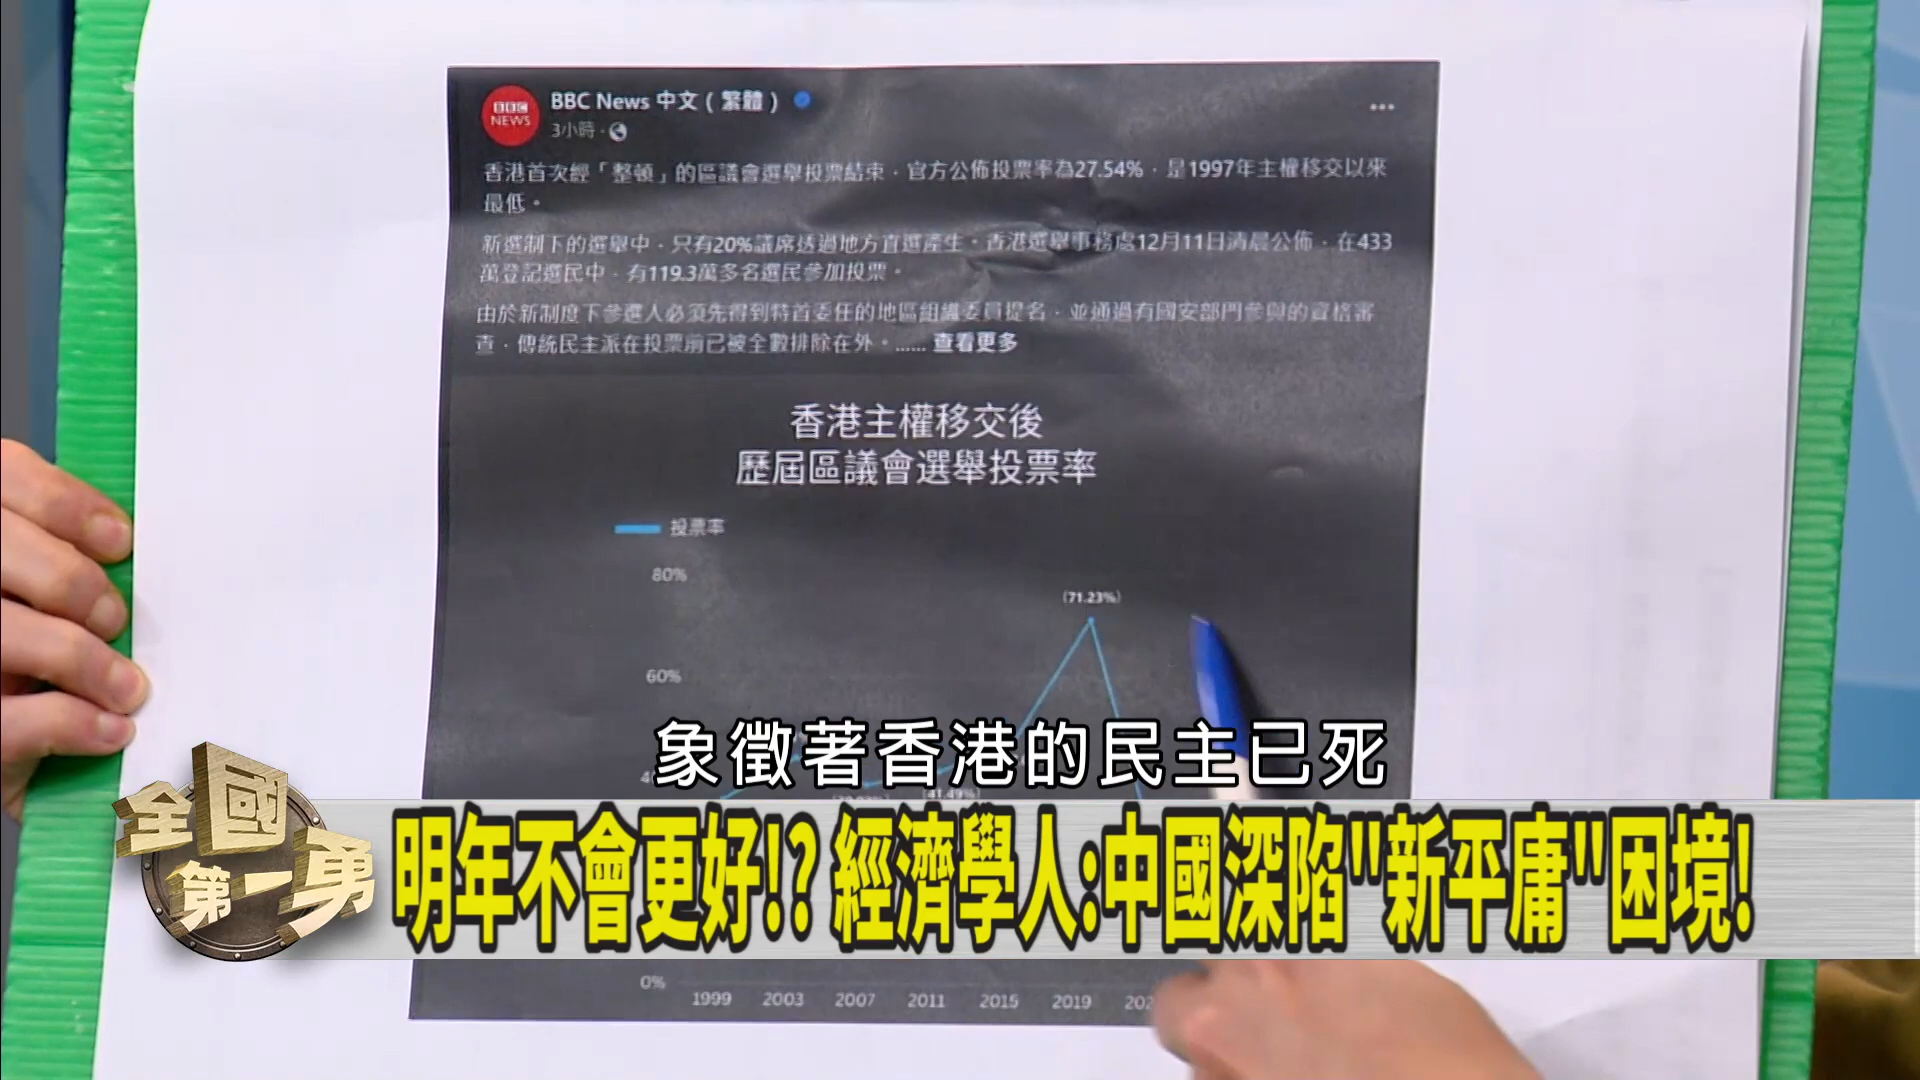 BBC NEWS
BBC News 中文(繁體)
3小時
香港首次經「整頓」的區議會選舉投票結束,官方公佈投票率為27.54%,是1997年主權移交以來
最低。
新選制下的選舉中,只有20%議席透過地方直選產生。香港選舉事務處12月11日清晨公佈,在433
萬登記選民中,有119.3萬多名選民參加投票。
由於新制度下參選人必須先得到特首委任的地區組織委員提名,並通過有國安部門參與的資格審
查,傳統民主派在投票前已被全數排除在外。...... 查看更多
香港主權移交後
歷屆區議會選舉投票率
投票率
80%
(71.23%)
60%
象徵著香港的民主已死
(41.49%)
全國第一勇
明年不會更好!? 經濟學人:中國深陷"新平庸"困境!
0%
1999 2003 2007 2011 2015 2019